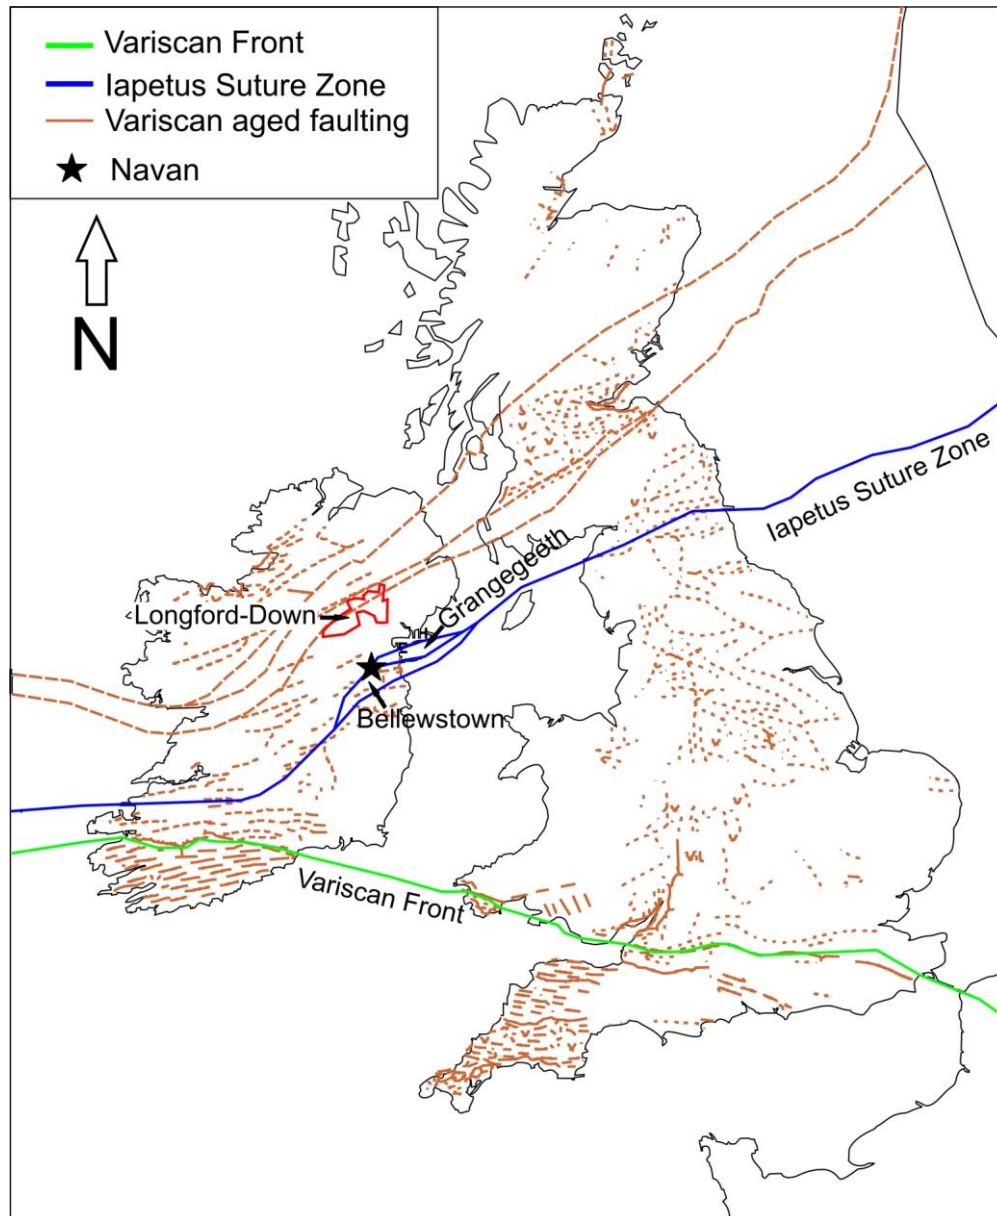 Variscan Front
Iapetus Suture Zone
Variscan aged faulting
Navan
N
Iapetus Suture Zone
Grangegeeth
Longford-Down
Bellewstown
Variscan Front